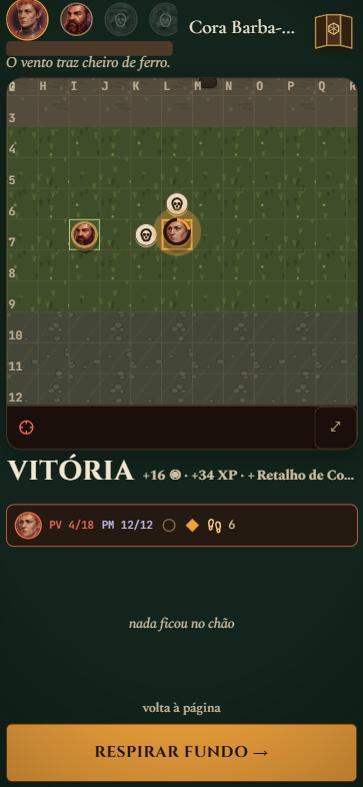 Cora Barba-...
O vento traz cheiro de ferro.
G H I J K L M N O P Q R
3
4
5
6
7
8
9
10
11
12
VITÓRIA +16 · +34 XP · +Retalho de Co...
PV 4/18 PM 12/12 6
nada ficou no chão
volta à página
RESPIRAR FUNDO →